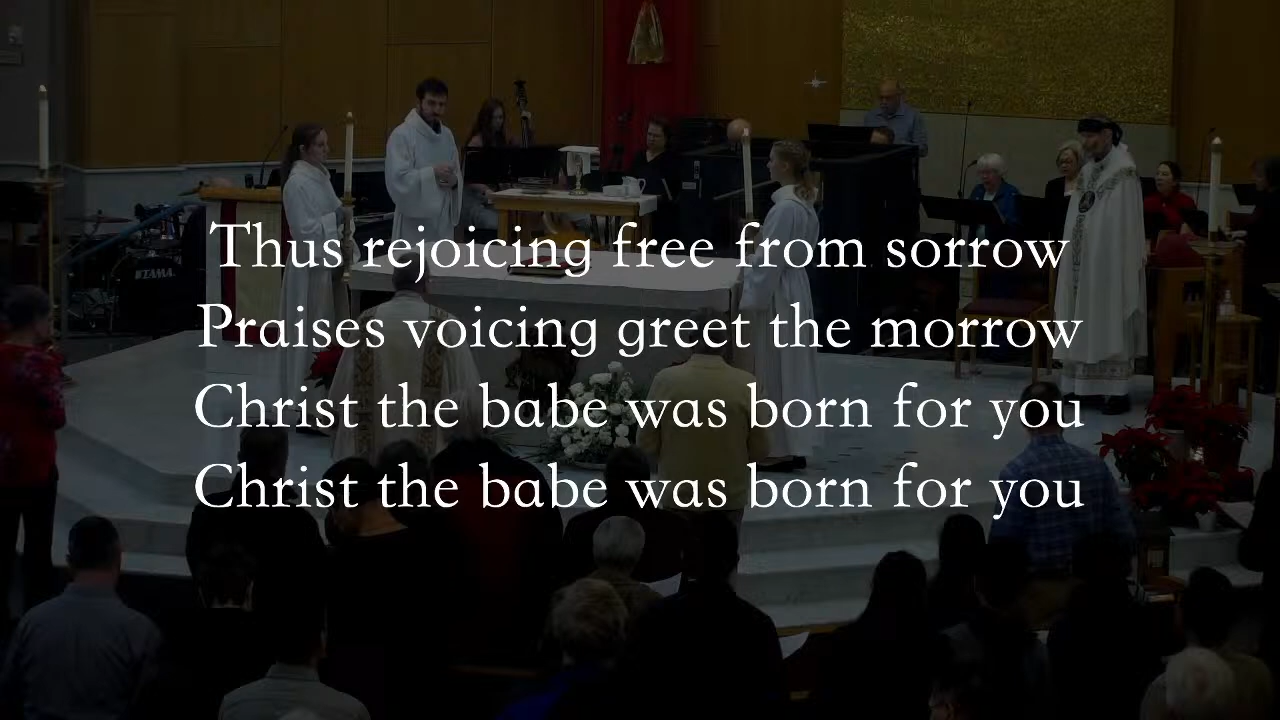 Thus rejoicing free from sorrow
Praises voicing greet the morrow
Christ the babe was born for you
Christ the babe was born for you
TAMA